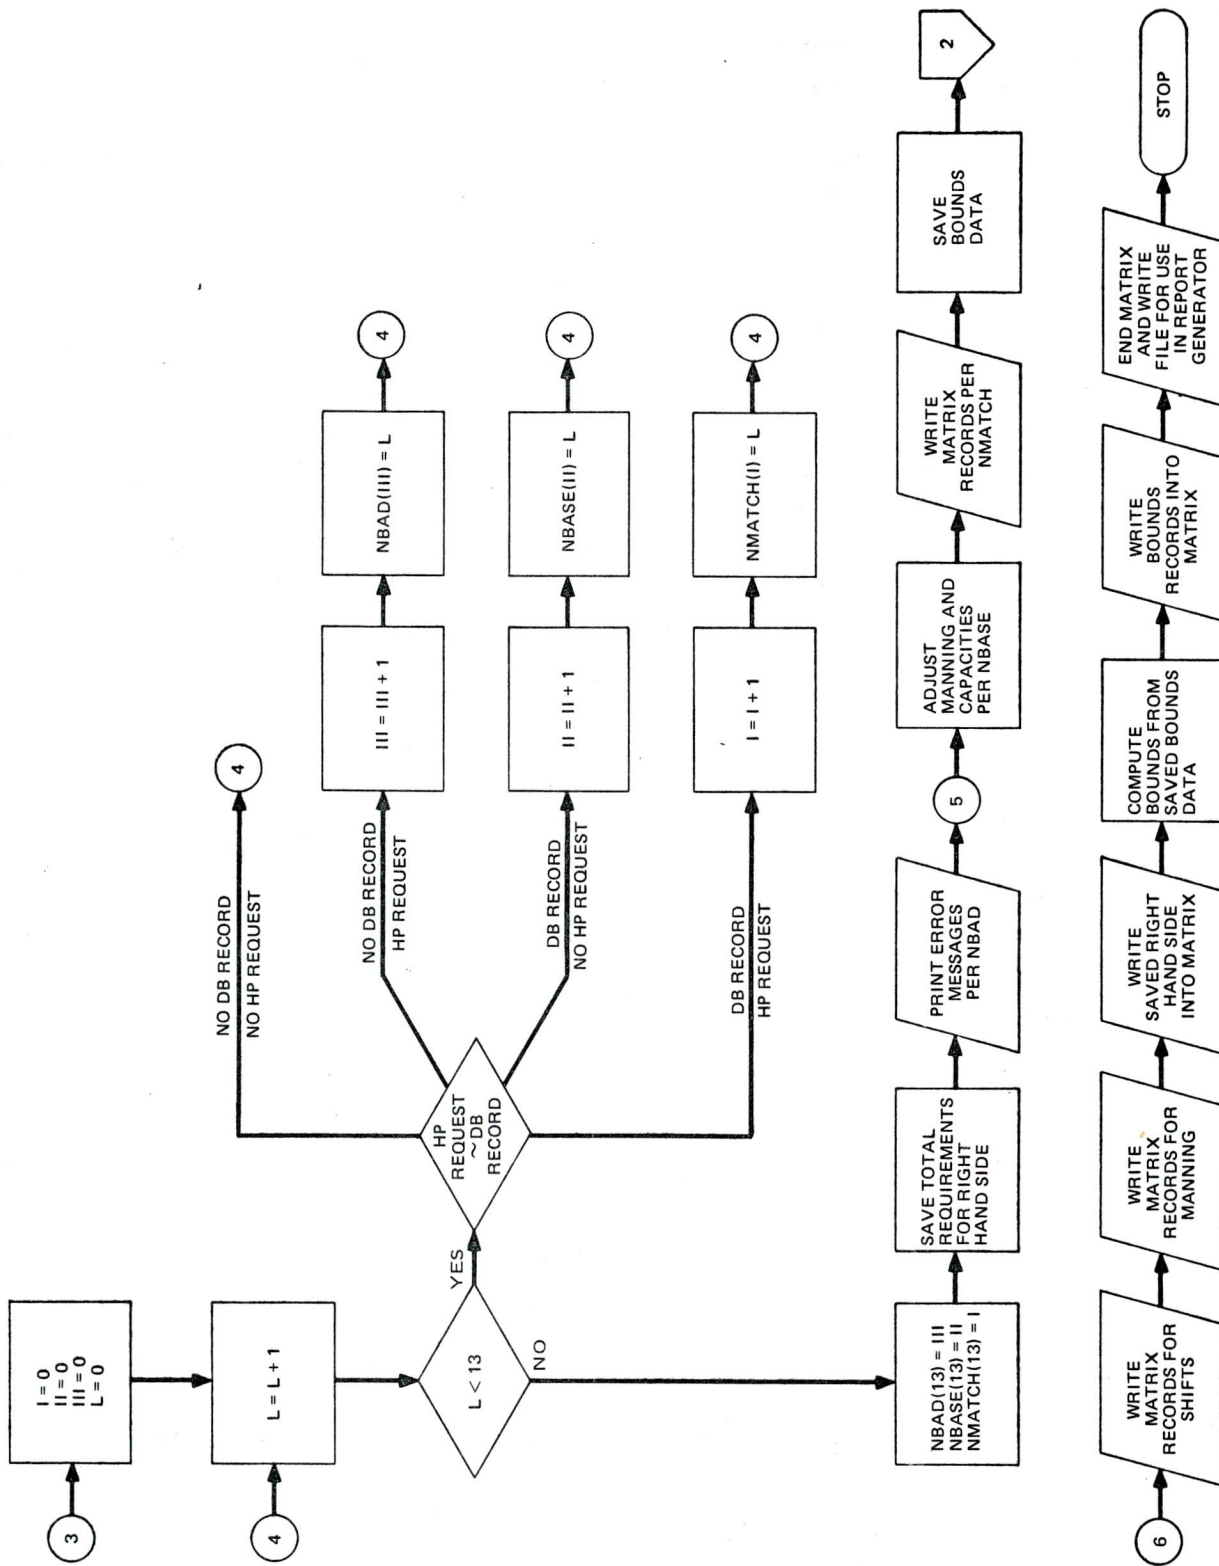 3
I = 0
II = 0
III = 0
L = 0
4
L = L + 1
L < 13
YES
NO
HP
REQUEST
~ DB
RECORD
NO DB RECORD
NO HP REQUEST
4
NO DB RECORD
HP REQUEST
III = III + 1
NBAD(III) = L
4
DB RECORD
NO HP REQUEST
II = II + 1
NBASE(II) = L
4
DB RECORD
HP REQUEST
I = I + 1
NMATCH(I) = L
4
NBAD(13) = III
NBASE(13) = II
NMATCH(13) = I
SAVE TOTAL
REQUIREMENTS
FOR RIGHT
HAND SIDE
PRINT ERROR
MESSAGES
PER NBAD
5
ADJUST
MANNING AND
CAPACITIES
PER NBASE
WRITE
MATRIX
RECORDS PER
NMATCH
SAVE
BOUNDS
DATA
2
6
WRITE
MATRIX
RECORDS FOR
SHIFTS
WRITE
MATRIX
RECORDS FOR
MANNING
WRITE
SAVED RIGHT
HAND SIDE
INTO MATRIX
COMPUTE
BOUNDS FROM
SAVED BOUNDS
DATA
WRITE
BOUNDS
RECORDS INTO
MATRIX
END MATRIX
AND WRITE
FILE FOR USE
IN REPORT
GENERATOR
STOP